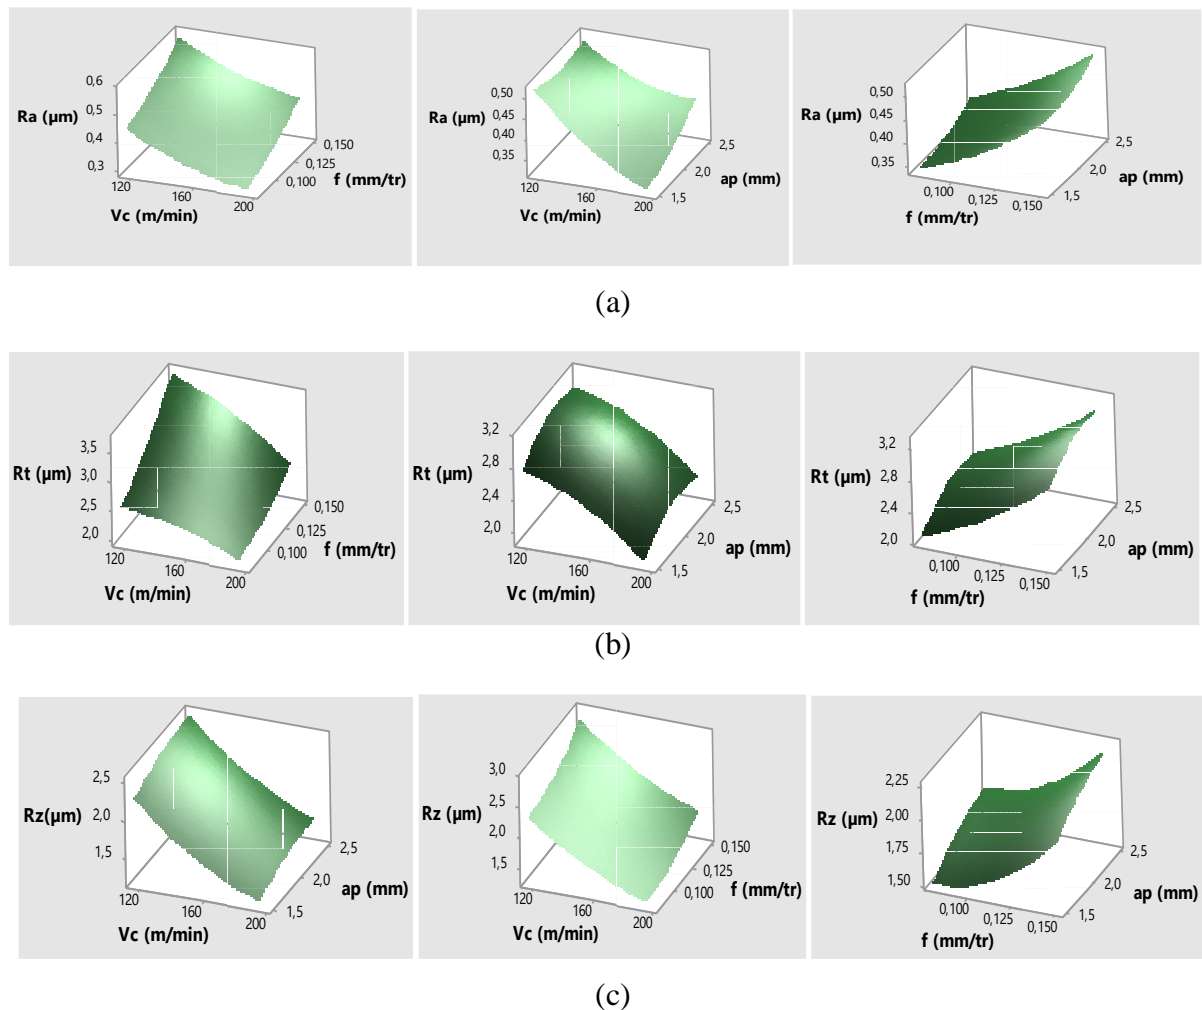 Ra (µm)
0,6
0,5
0,4
0,3
120
160
200
Vc (m/min)
0,100
0,125
0,150
f (mm/tr)
Ra (µm)
0,50
0,45
0,40
0,35
120
160
200
Vc (m/min)
1,5
2,0
2,5
ap (mm)
Ra (µm)
0,50
0,45
0,40
0,35
0,100
0,125
0,150
f (mm/tr)
1,5
2,0
2,5
ap (mm)
(a)
Rt (µm)
3,5
3,0
2,5
2,0
120
160
200
Vc (m/min)
0,100
0,125
0,150
f (mm/tr)
Rt (µm)
3,2
2,8
2,4
2,0
120
160
200
Vc (m/min)
1,5
2,0
2,5
ap (mm)
Rt (µm)
3,2
2,8
2,4
2,0
0,100
0,125
0,150
f (mm/tr)
1,5
2,0
2,5
ap (mm)
(b)
Rz(µm)
2,5
2,0
1,5
120
160
200
Vc (m/min)
1,5
2,0
2,5
ap (mm)
Rz (µm)
3,0
2,5
2,0
1,5
120
160
200
Vc (m/min)
0,100
0,125
0,150
f (mm/tr)
Rz (µm)
2,25
2,00
1,75
1,50
0,100
0,125
0,150
f (mm/tr)
1,5
2,0
2,5
ap (mm)
(c)